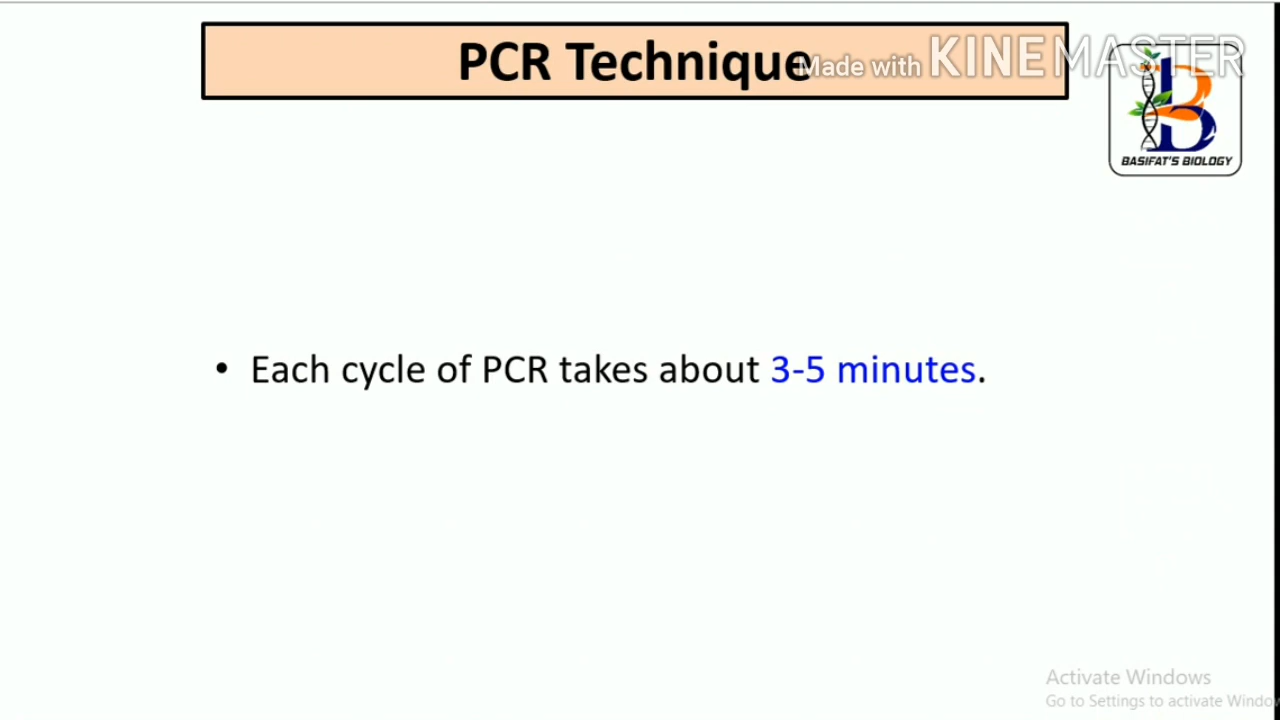 PCR Technique
Made with KINEMASTER
BASIFAT'S BIOLOGY
• Each cycle of PCR takes about 3-5 minutes.
Activate Windows
Go to Settings to activate Windo